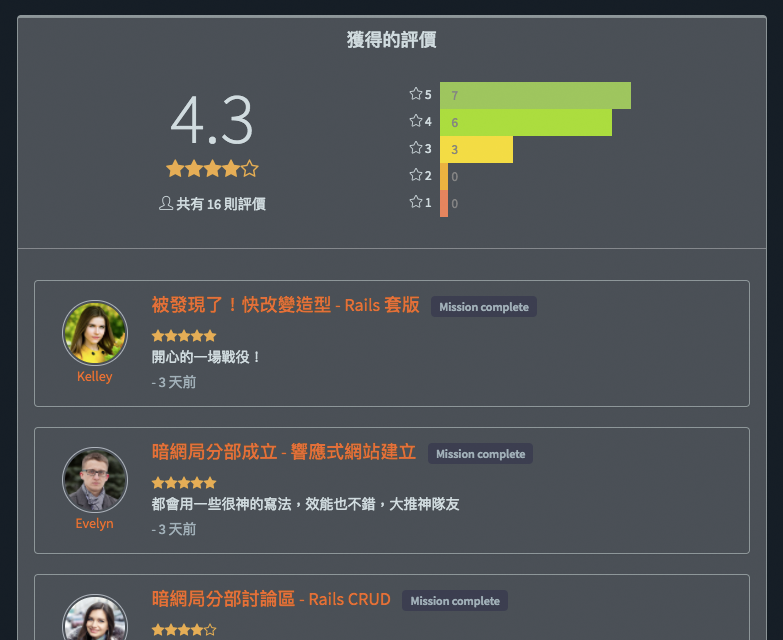 獲得的評價
4.3
共有 16 則評價
5 7
4 6
3 3
2 0
1 0
被發現了！快改變造型 - Rails 套版 Mission complete
開心的一場戰役！
- 3 天前
Kelley
暗網局分部成立 - 響應式網站建立 Mission complete
都會用一些很神的寫法，效能也不錯，大推神隊友
- 3 天前
Evelyn
暗網局分部討論區 - Rails CRUD Mission complete